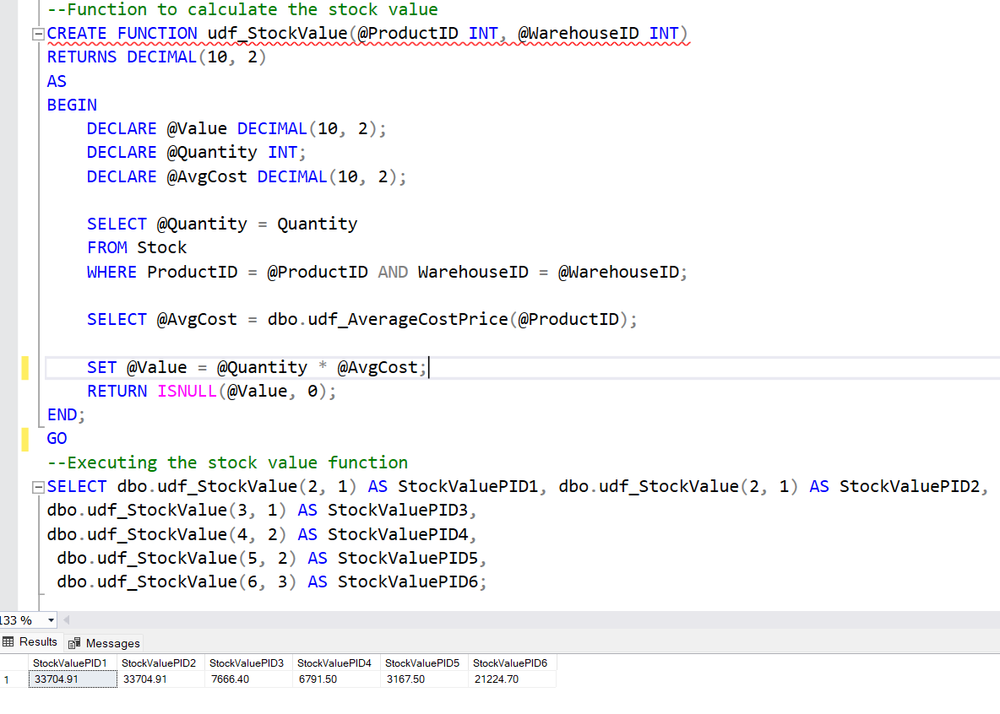 --Function to calculate the stock value
CREATE FUNCTION udf_StockValue(@ProductID INT, @WarehouseID INT)
RETURNS DECIMAL(10, 2)
AS
BEGIN
    DECLARE @Value DECIMAL(10, 2);
    DECLARE @Quantity INT;
    DECLARE @AvgCost DECIMAL(10, 2);

    SELECT @Quantity = Quantity
    FROM Stock
    WHERE ProductID = @ProductID AND WarehouseID = @WarehouseID;

    SELECT @AvgCost = dbo.udf_AverageCostPrice(@ProductID);

    SET @Value = @Quantity * @AvgCost;
    RETURN ISNULL(@Value, 0);
END;
GO
--Executing the stock value function
SELECT dbo.udf_StockValue(2, 1) AS StockValuePID1, dbo.udf_StockValue(2, 1) AS StockValuePID2,
dbo.udf_StockValue(3, 1) AS StockValuePID3,
dbo.udf_StockValue(4, 2) AS StockValuePID4,
 dbo.udf_StockValue(5, 2) AS StockValuePID5,
 dbo.udf_StockValue(6, 3) AS StockValuePID6;
133 %
Results Messages
StockValuePID1 StockValuePID2 StockValuePID3 StockValuePID4 StockValuePID5 StockValuePID6
1 33704.91 33704.91 7666.40 6791.50 3167.50 21224.70